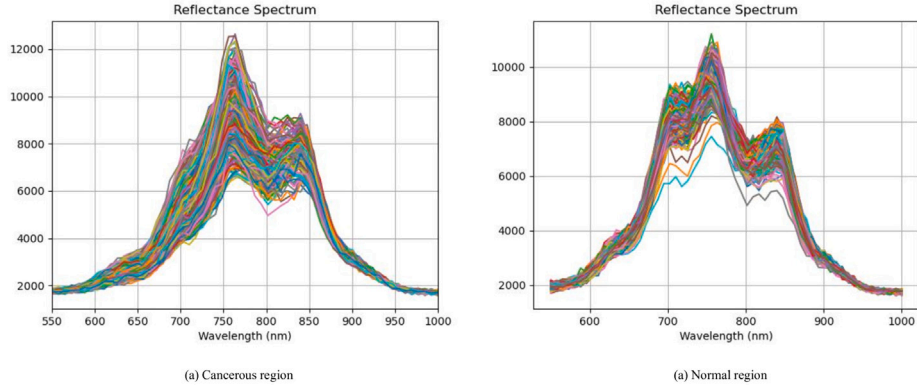 Reflectance Spectrum
12000
10000
8000
6000
4000
2000
550 600 650 700 750 800 850 900 950 1000
Wavelength (nm)
(a) Cancerous region
Reflectance Spectrum
10000
8000
6000
4000
2000
600 700 800 900 1000
Wavelength (nm)
(a) Normal region